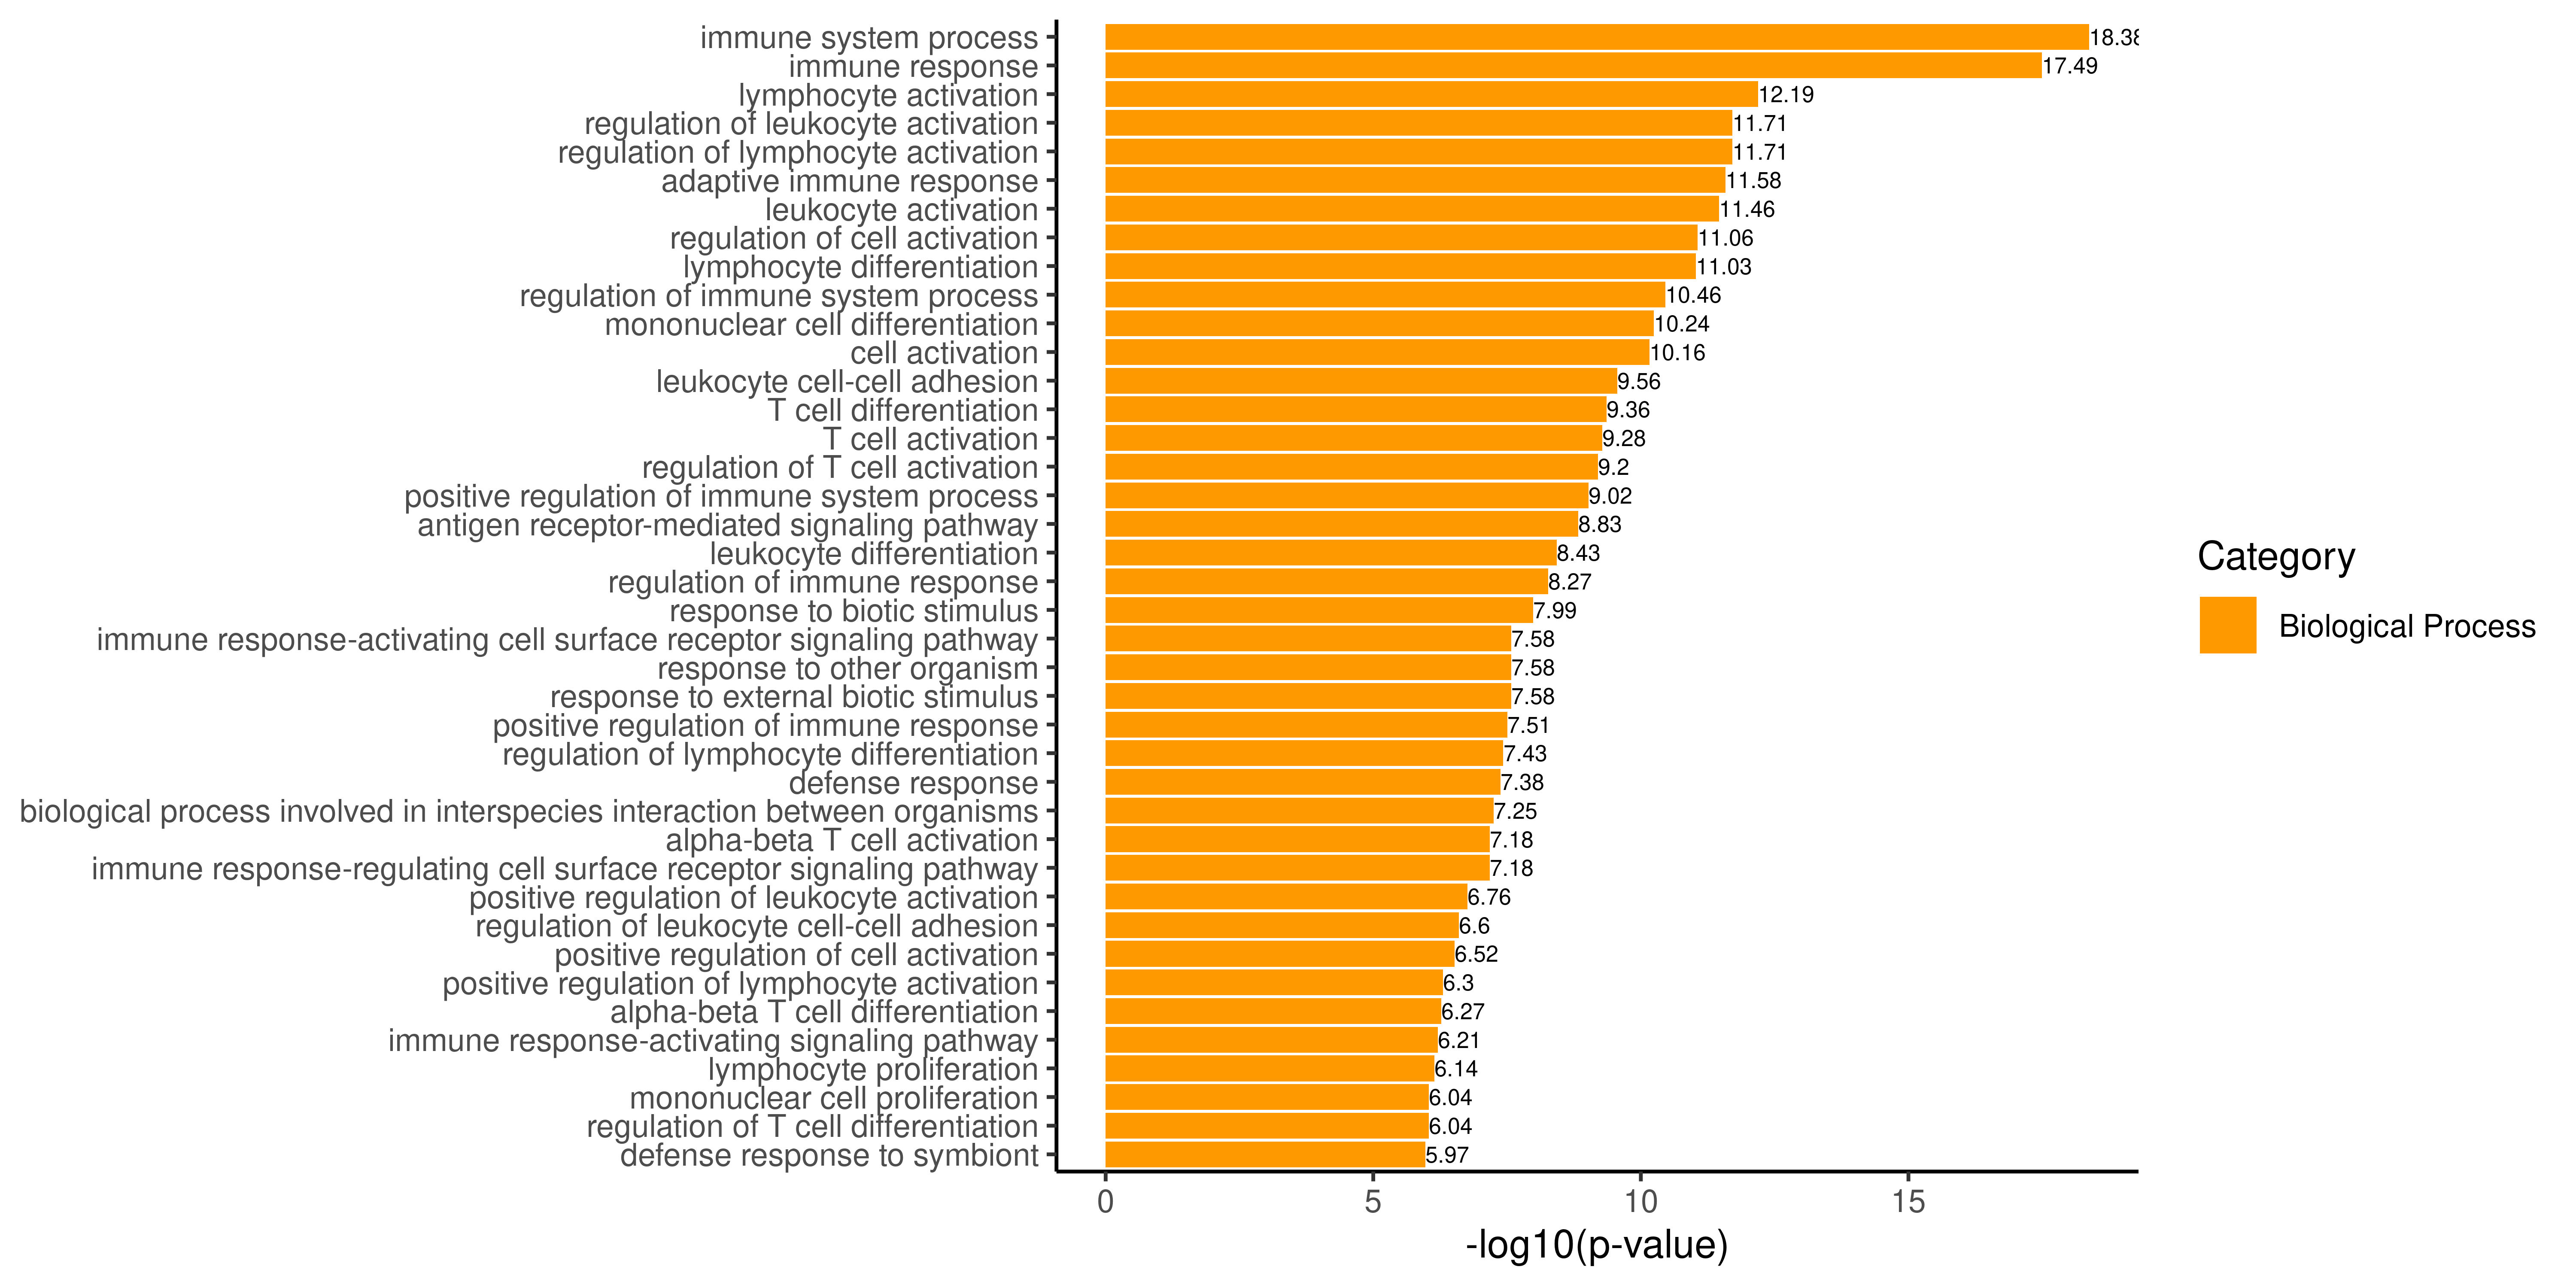 immune system process 18.38
immune response 17.49
lymphocyte activation 12.19
regulation of leukocyte activation 11.71
regulation of lymphocyte activation 11.71
adaptive immune response 11.58
leukocyte activation 11.46
regulation of cell activation 11.06
lymphocyte differentiation 11.03
regulation of immune system process 10.46
mononuclear cell differentiation 10.24
cell activation 10.16
leukocyte cell-cell adhesion 9.56
T cell differentiation 9.36
T cell activation 9.28
regulation of T cell activation 9.2
positive regulation of immune system process 9.02
antigen receptor-mediated signaling pathway 8.83
leukocyte differentiation 8.43
regulation of immune response 8.27
response to biotic stimulus 7.99
immune response-activating cell surface receptor signaling pathway 7.58
response to other organism 7.58
response to external biotic stimulus 7.58
positive regulation of immune response 7.51
regulation of lymphocyte differentiation 7.43
defense response 7.38
biological process involved in interspecies interaction between organisms 7.25
alpha-beta T cell activation 7.18
immune response-regulating cell surface receptor signaling pathway 7.18
positive regulation of leukocyte activation 6.76
regulation of leukocyte cell-cell adhesion 6.6
positive regulation of cell activation 6.52
positive regulation of lymphocyte activation 6.3
alpha-beta T cell differentiation 6.27
immune response-activating signaling pathway 6.21
lymphocyte proliferation 6.14
mononuclear cell proliferation 6.04
regulation of T cell differentiation 6.04
defense response to symbiont 5.97
0 5 10 15
-log10(p-value)
Category
Biological Process